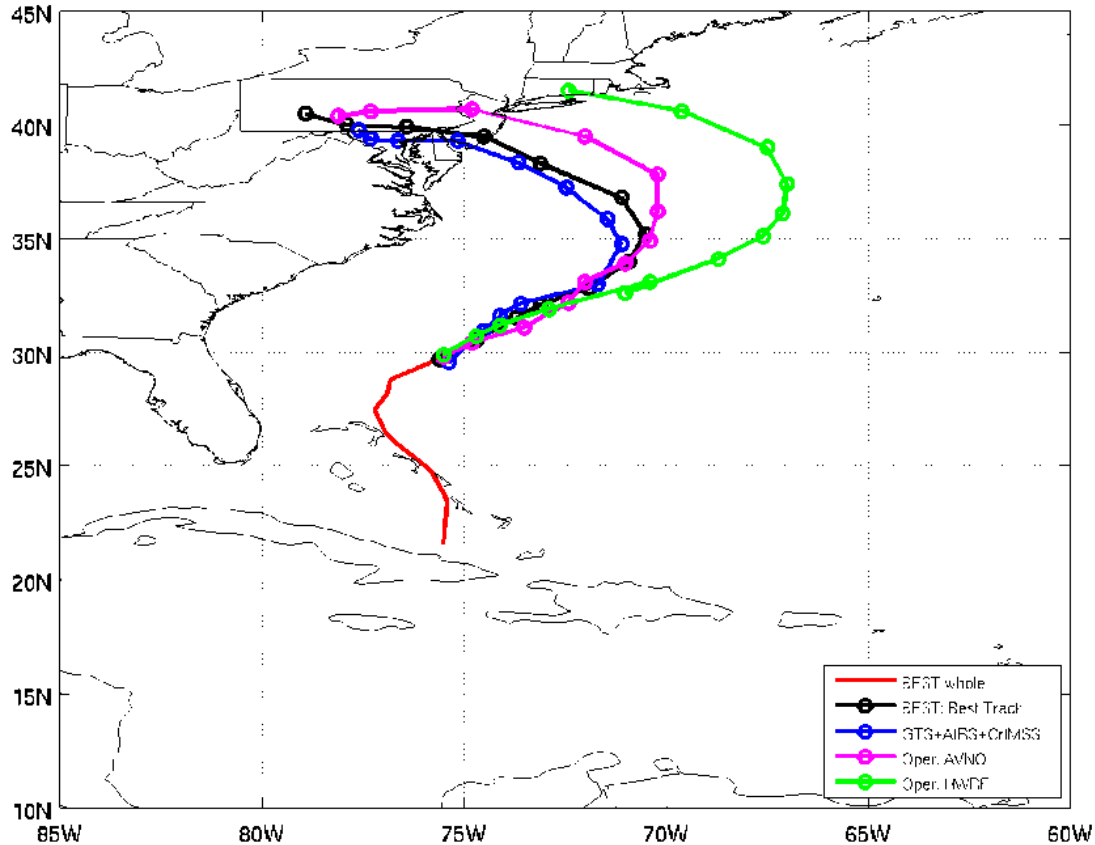 45N
40N
35N
30N
25N
20N
15N
10N
85W
80W
75W
70W
65W
60W
BEST whole
BEST: Best Track
GTS+AIRS+CrIMSS
Oper. AVNO
Oper. HWRF